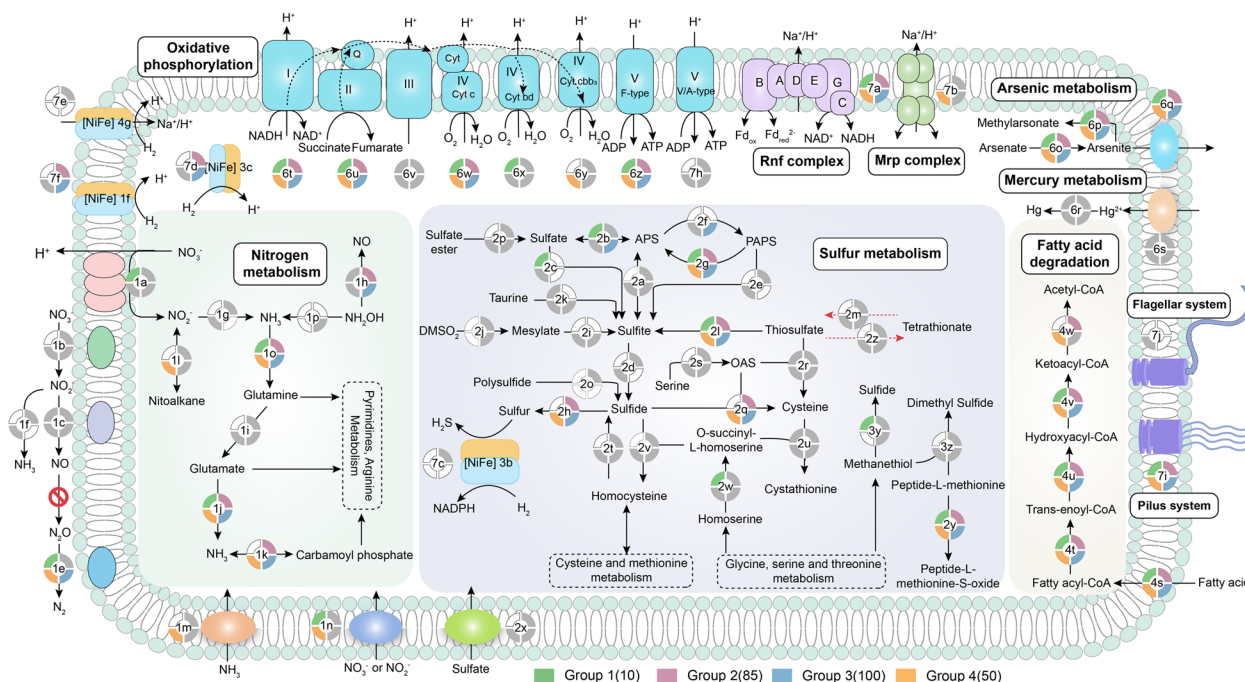 H⁺ H⁺ H⁺ H⁺ H⁺ H⁺ H⁺ H⁺
Oxidative
phosphorylation
I
Q
II
III
Cyt
IV
Cyt c
IV
Cyt bd
IV
Cyt cbb₃
V
F-type
V
V/A-type
NADH NAD⁺
Succinate Fumarate
O₂ H₂O
O₂ H₂O
O₂ H₂O
ADP ATP
ADP ATP
6t 6u 6v 6w 6x 6y 6z 7h
Na⁺/H⁺
B A D E G
C
7a
Fdox Fdred²⁻ NAD⁺ NADH
Rnf complex
Na⁺/H⁺
7b
Mrp complex
Arsenic metabolism
6q
Methylarsonate
6p
Arsenate 6o Arsenite
Mercury metabolism
Hg 6r Hg²⁺
6s
7e
[NiFe] 4g
H⁺
Na⁺/H⁺
H₂
7f
[NiFe] 1f
H⁺
H₂
7d [NiFe] 3c
H₂
H⁺
H⁺ NO₃⁻
1a
NO₃⁻
1b
NO₂⁻
1f 1c
NH₃
NO
N₂O
1e
N₂
Nitrogen
metabolism
NO
1h
NO₂⁻ 1g NH₃ 1p NH₂OH
1l
Nitoalkane
1o
Glutamine
1i
Glutamate
1j
NH₃ 1k Carbamoyl phosphate
Pyrimidines, Arginine
Metabolism
Sulfur metabolism
Sulfate
ester
2p Sulfate 2b APS 2f PAPS
2c 2a 2g 2e
Taurine 2k
DMSO₂ 2j Mesylate 2i Sulfite 2l Thiosulfate 2m Tetrathionate
2z
2d
2s OAS 2r
Serine
Polysulfide 2o
Sulfur 2h Sulfide 2q Cysteine
H₂S
7c [NiFe] 3b
NADPH H₂
2t 2v
O-succinyl-
L-homoserine
2u
2w
Homocysteine
Homoserine
Cystathionine
Sulfide
3y
Methanethiol
Dimethyl Sulfide
3z
Peptide-L-methionine
2y
Peptide-L-
methionine-S-oxide
Cysteine and methionine
metabolism
Glycine, serine and threonine
metabolism
Fatty acid
degradation
Acetyl-CoA
4w
Ketoacyl-CoA
4v
Hydroxyacyl-CoA
4u
Trans-enoyl-CoA
4t
Fatty acyl-CoA 4s Fatty acid
Flagellar system
7j
7i
Pilus system
1m
NH₃
1n
NO₃⁻ or NO₂⁻
2x
Sulfate
Group 1(10) Group 2(85) Group 3(100) Group 4(50)